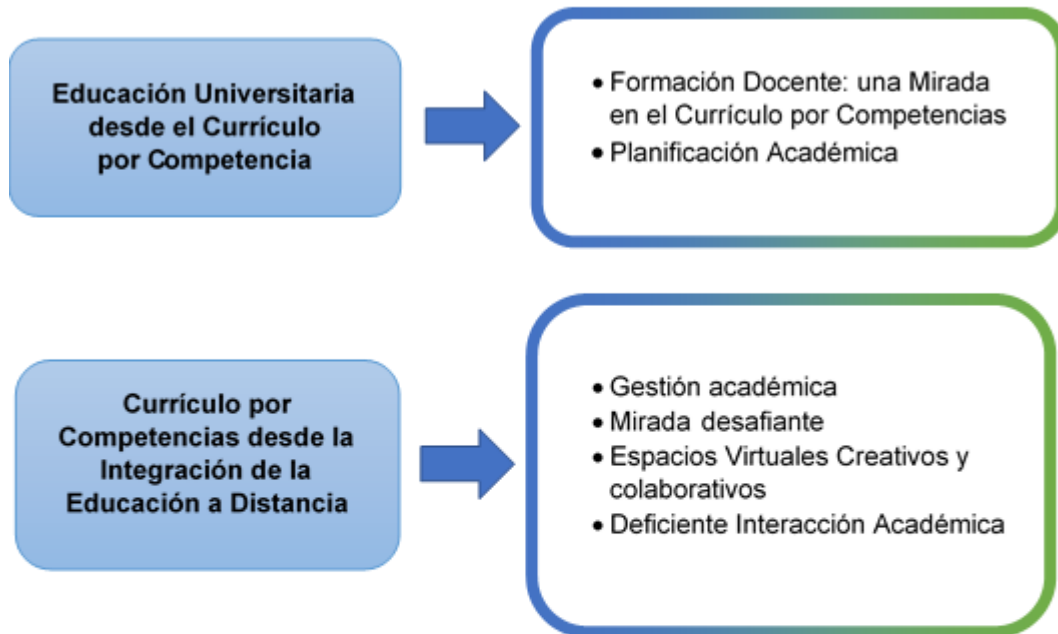 Educación Universitaria
desde el Currículo
por Competencia
• Formación Docente: una Mirada
en el Currículo por Competencias
• Planificación Académica
Currículo por
Competencias desde la
Integración de la
Educación a Distancia
• Gestión académica
• Mirada desafiante
• Espacios Virtuales Creativos y
colaborativos
• Deficiente Interacción Académica